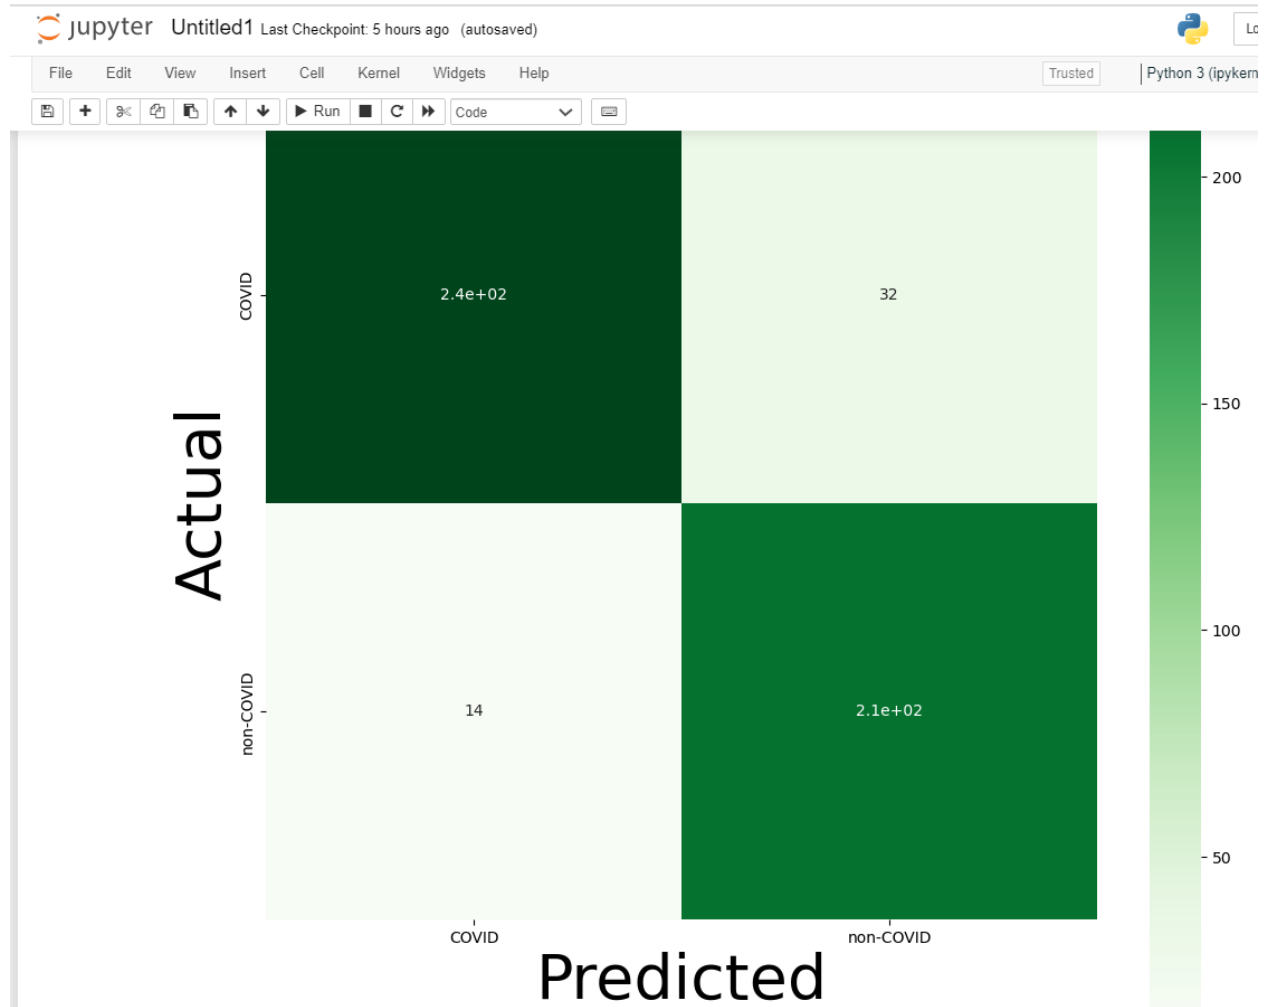 jupyter Untitled1 Last Checkpoint: 5 hours ago (autosaved)
File Edit View Insert Cell Kernel Widgets Help Trusted Python 3 (ipykern
Run Code
200
COVID 2.4e+02 32
150
Actual
100
non-COVID 14 2.1e+02
50
COVID non-COVID
Predicted